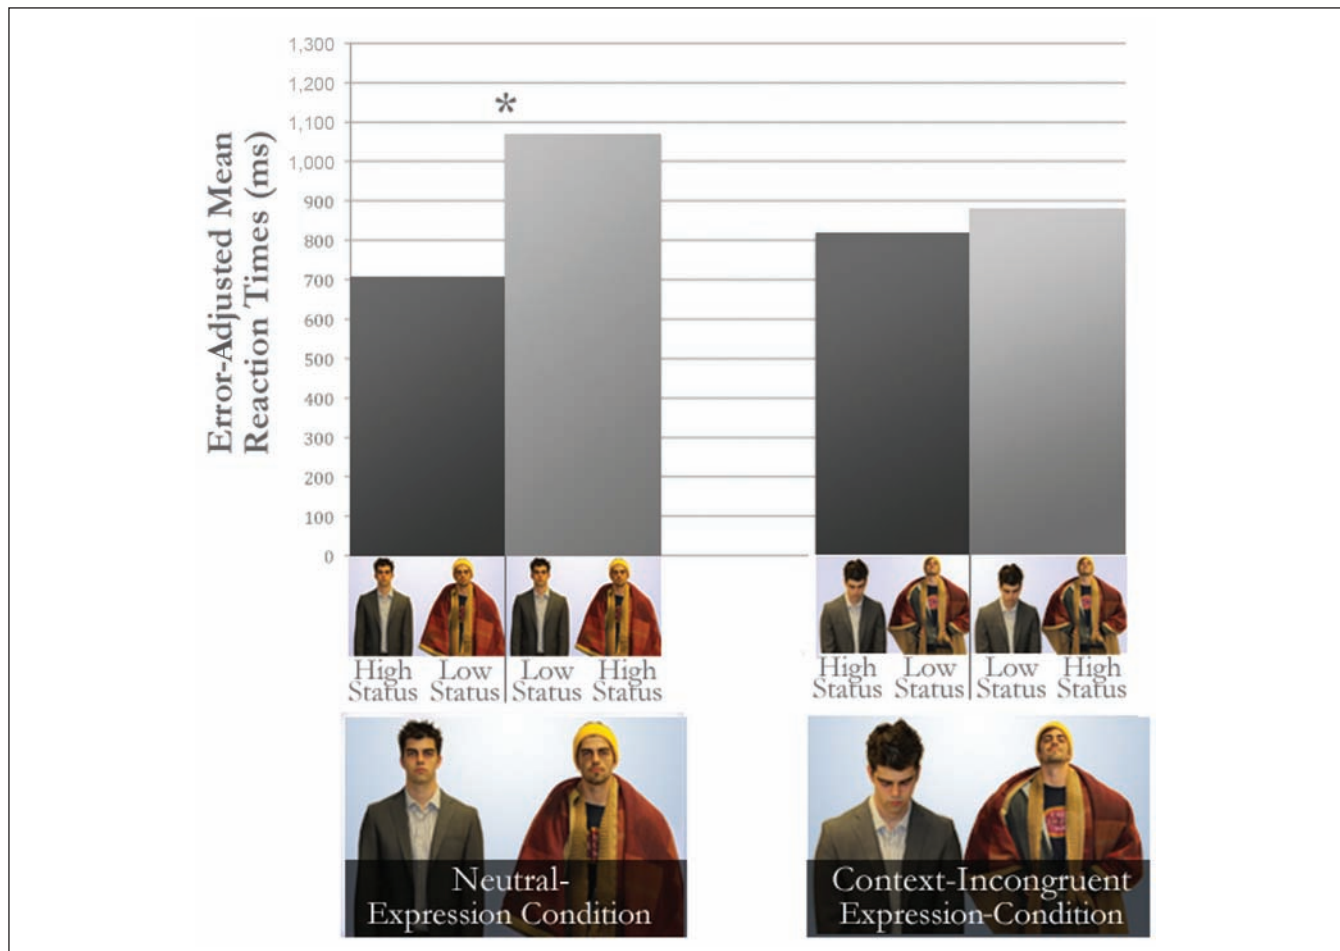 1,300
1,200
*
1,100
1,000
900
800
700
600
500
400
300
200
100
0
Error-Adjusted Mean
Reaction Times (ms)
High Low Low High
Status Status Status Status
High Low Low High
Status Status Status Status
Neutral-
Expression Condition
Context-Incongruent
Expression-Condition